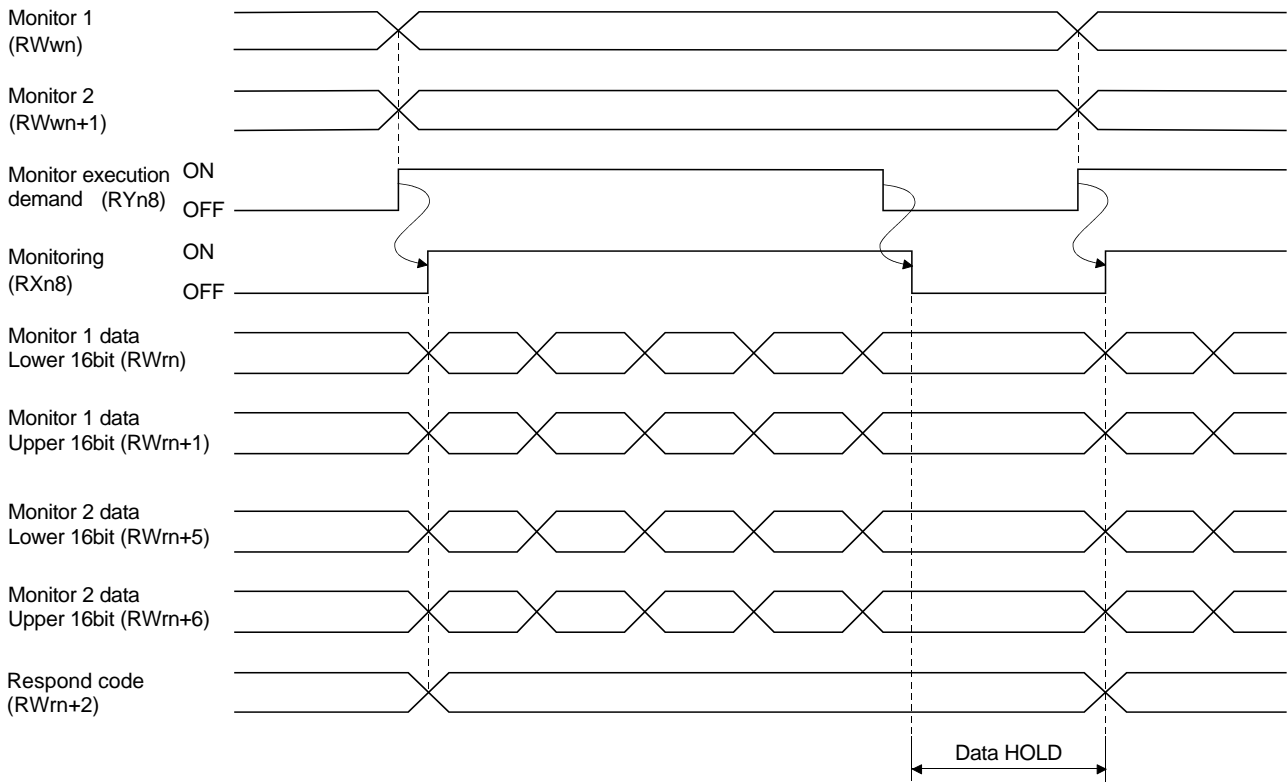 Monitor 1
(RWwn)
Monitor 2
(RWwn+1)
Monitor execution ON
demand (RYn8) OFF
Monitoring ON
(RXn8) OFF
Monitor 1 data
Lower 16bit (RWrn)
Monitor 1 data
Upper 16bit (RWrn+1)
Monitor 2 data
Lower 16bit (RWrn+5)
Monitor 2 data
Upper 16bit (RWrn+6)
Respond code
(RWrn+2)
Data HOLD